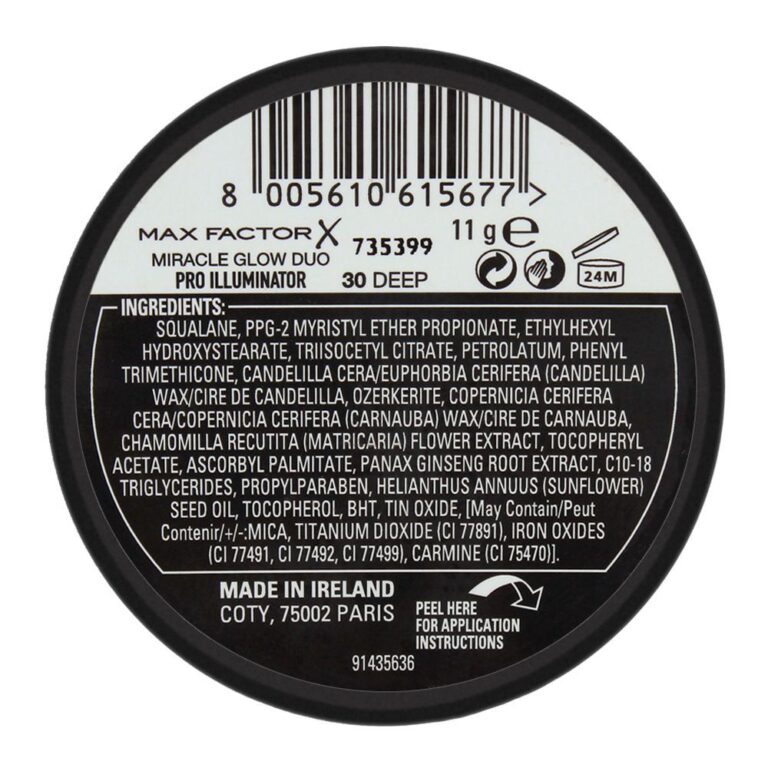 8 005610 615677 >
MAX FACTOR X 735399 11 g e
MIRACLE GLOW DUO
PRO ILLUMINATOR 30 DEEP
24M
INGREDIENTS:
SQUALANE, PPG-2 MYRISTYL ETHER PROPIONATE, ETHYLHEXYL
HYDROXYSTEARATE, TRIISOCETYL CITRATE, PETROLATUM, PHENYL
TRIMETHICONE, CANDELILLA CERA/EUPHORBIA CERIFERA (CANDELILLA)
WAX/CIRE DE CANDELILLA, OZERKERITE, COPERNICIA CERIFERA
CERA/COPERNICIA CERIFERA (CARNAUBA) WAX/CIRE DE CARNAUBA,
CHAMOMILLA RECUTITA (MATRICARIA) FLOWER EXTRACT, TOCOPHERYL
ACETATE, ASCORBYL PALMITATE, PANAX GINSENG ROOT EXTRACT, C10-18
TRIGLYCERIDES, PROPYLPARABEN, HELIANTHUS ANNUUS (SUNFLOWER)
SEED OIL, TOCOPHEROL, BHT, TIN OXIDE, [May Contain/Peut
Contenir/+/-:MICA, TITANIUM DIOXIDE (CI 77891), IRON OXIDES
(CI 77491, CI 77492, CI 77499), CARMINE (CI 75470)].
MADE IN IRELAND
COTY, 75002 PARIS
PEEL HERE
FOR APPLICATION
INSTRUCTIONS
91435636